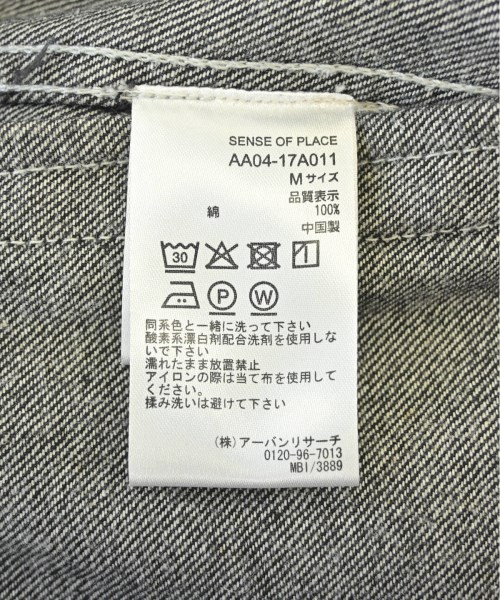 SENSE OF PLACE
AA04-17A011
Mサイズ
品質表示
綿 100%
中国製
30
P W
同系色と一緒に洗って下さい
酸素系漂白剤配合洗剤を使用しな
いで下さい
濡れたまま放置禁止
アイロンの際は当て布を使用して
ください。
揉み洗いは避けて下さい
(株)アーバンリサーチ
0120-96-7013
MBI/3889